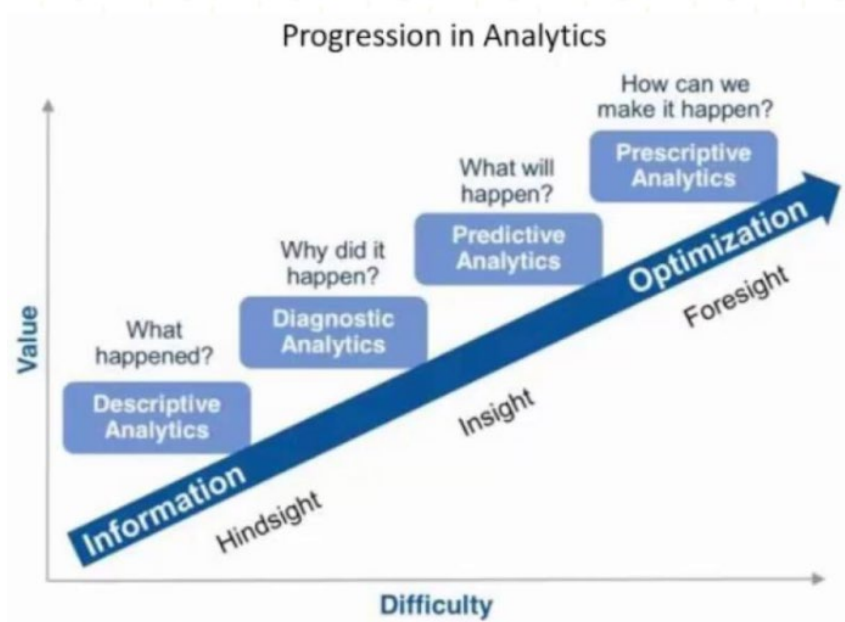 Progression in Analytics
How can we
make it happen?
Prescriptive
Analytics
What will
happen?
Predictive
Analytics
Why did it
happen?
Diagnostic
Analytics
What
happened?
Descriptive
Analytics
Information
Optimization
Hindsight
Insight
Foresight
Value
Difficulty